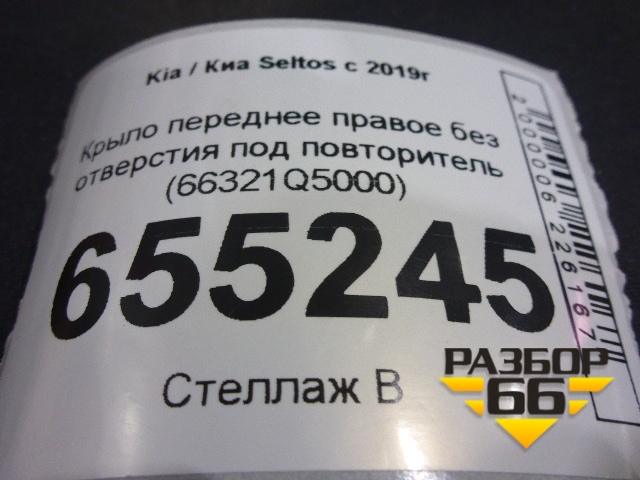 Kia / Киа Seltos с 2019г
Крыло переднее правое без
отверстия под повторитель
(66321Q5000)
655245
Стеллаж В
2000006226167
РАЗБОР
66